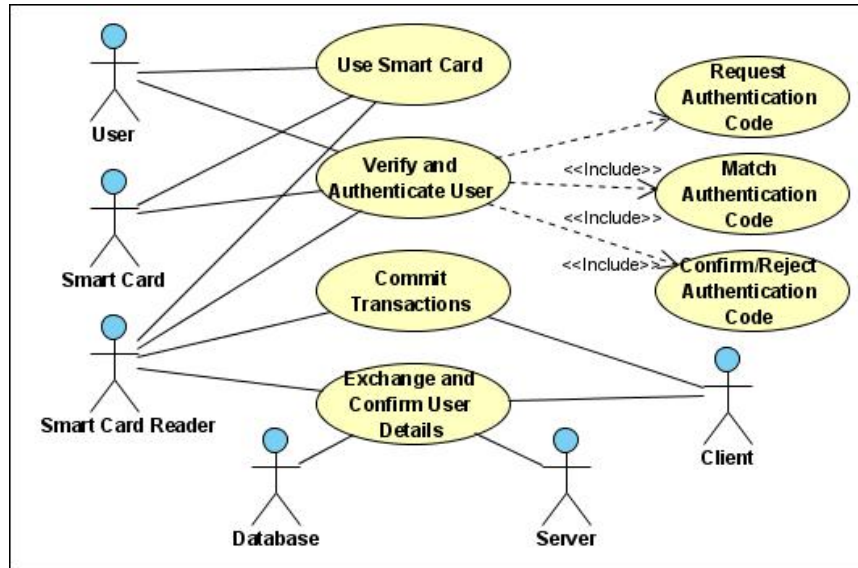 Use Smart Card
Request
Authentication
Code
User
Verify and
Authenticate User
<<Include>>
Match
Authentication
Code
<<Include>>
Smart Card
Commit
Transactions
<<Include>>
Confirm/Reject
Authentication
Code
Smart Card Reader
Exchange and
Confirm User
Details
Client
Database
Server